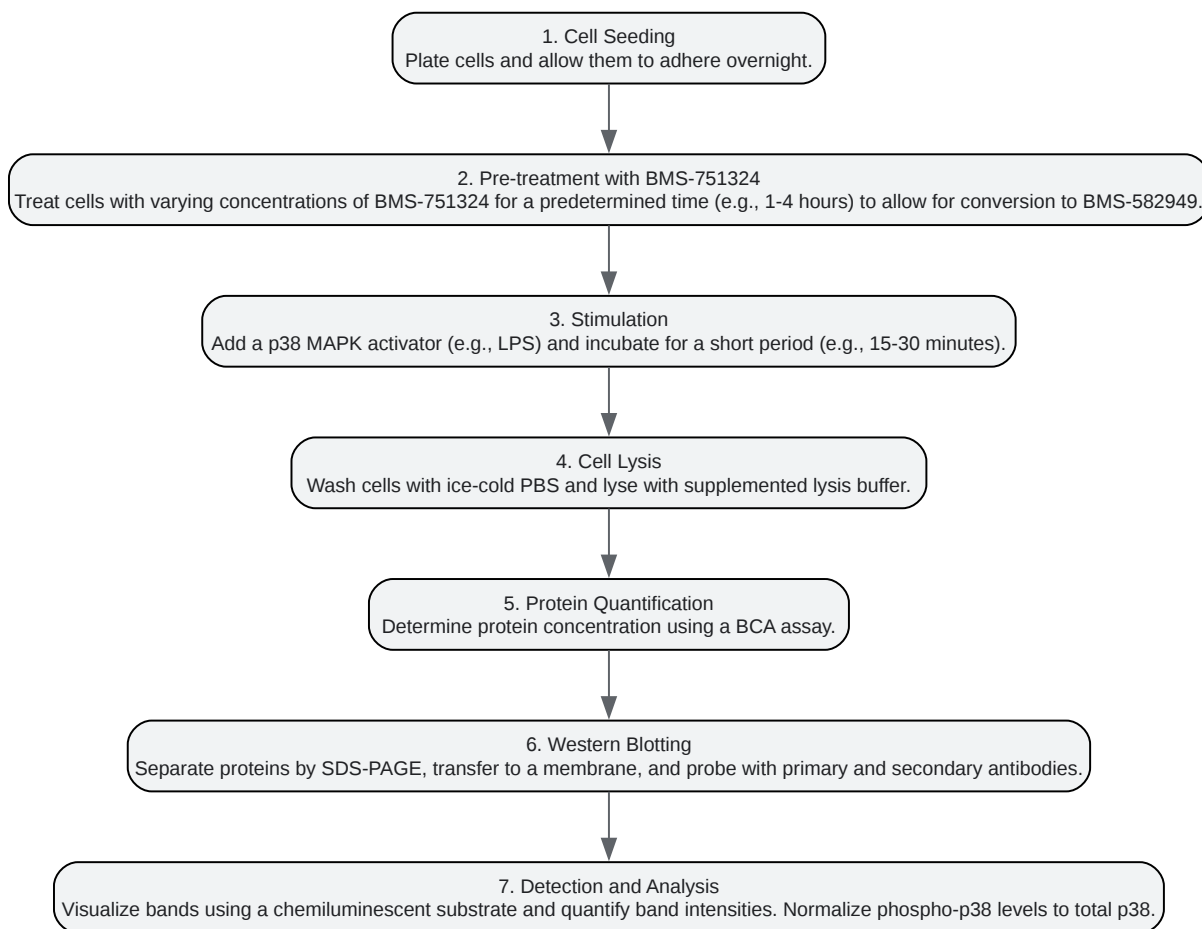 1. Cell Seeding
Plate cells and allow them to adhere overnight.
2. Pre-treatment with BMS-751324
Treat cells with varying concentrations of BMS-751324 for a predetermined time (e.g., 1-4 hours) to allow for conversion to BMS-582949.
3. Stimulation
Add a p38 MAPK activator (e.g., LPS) and incubate for a short period (e.g., 15-30 minutes).
4. Cell Lysis
Wash cells with ice-cold PBS and lyse with supplemented lysis buffer.
5. Protein Quantification
Determine protein concentration using a BCA assay.
6. Western Blotting
Separate proteins by SDS-PAGE, transfer to a membrane, and probe with primary and secondary antibodies.
7. Detection and Analysis
Visualize bands using a chemiluminescent substrate and quantify band intensities. Normalize phospho-p38 levels to total p38.